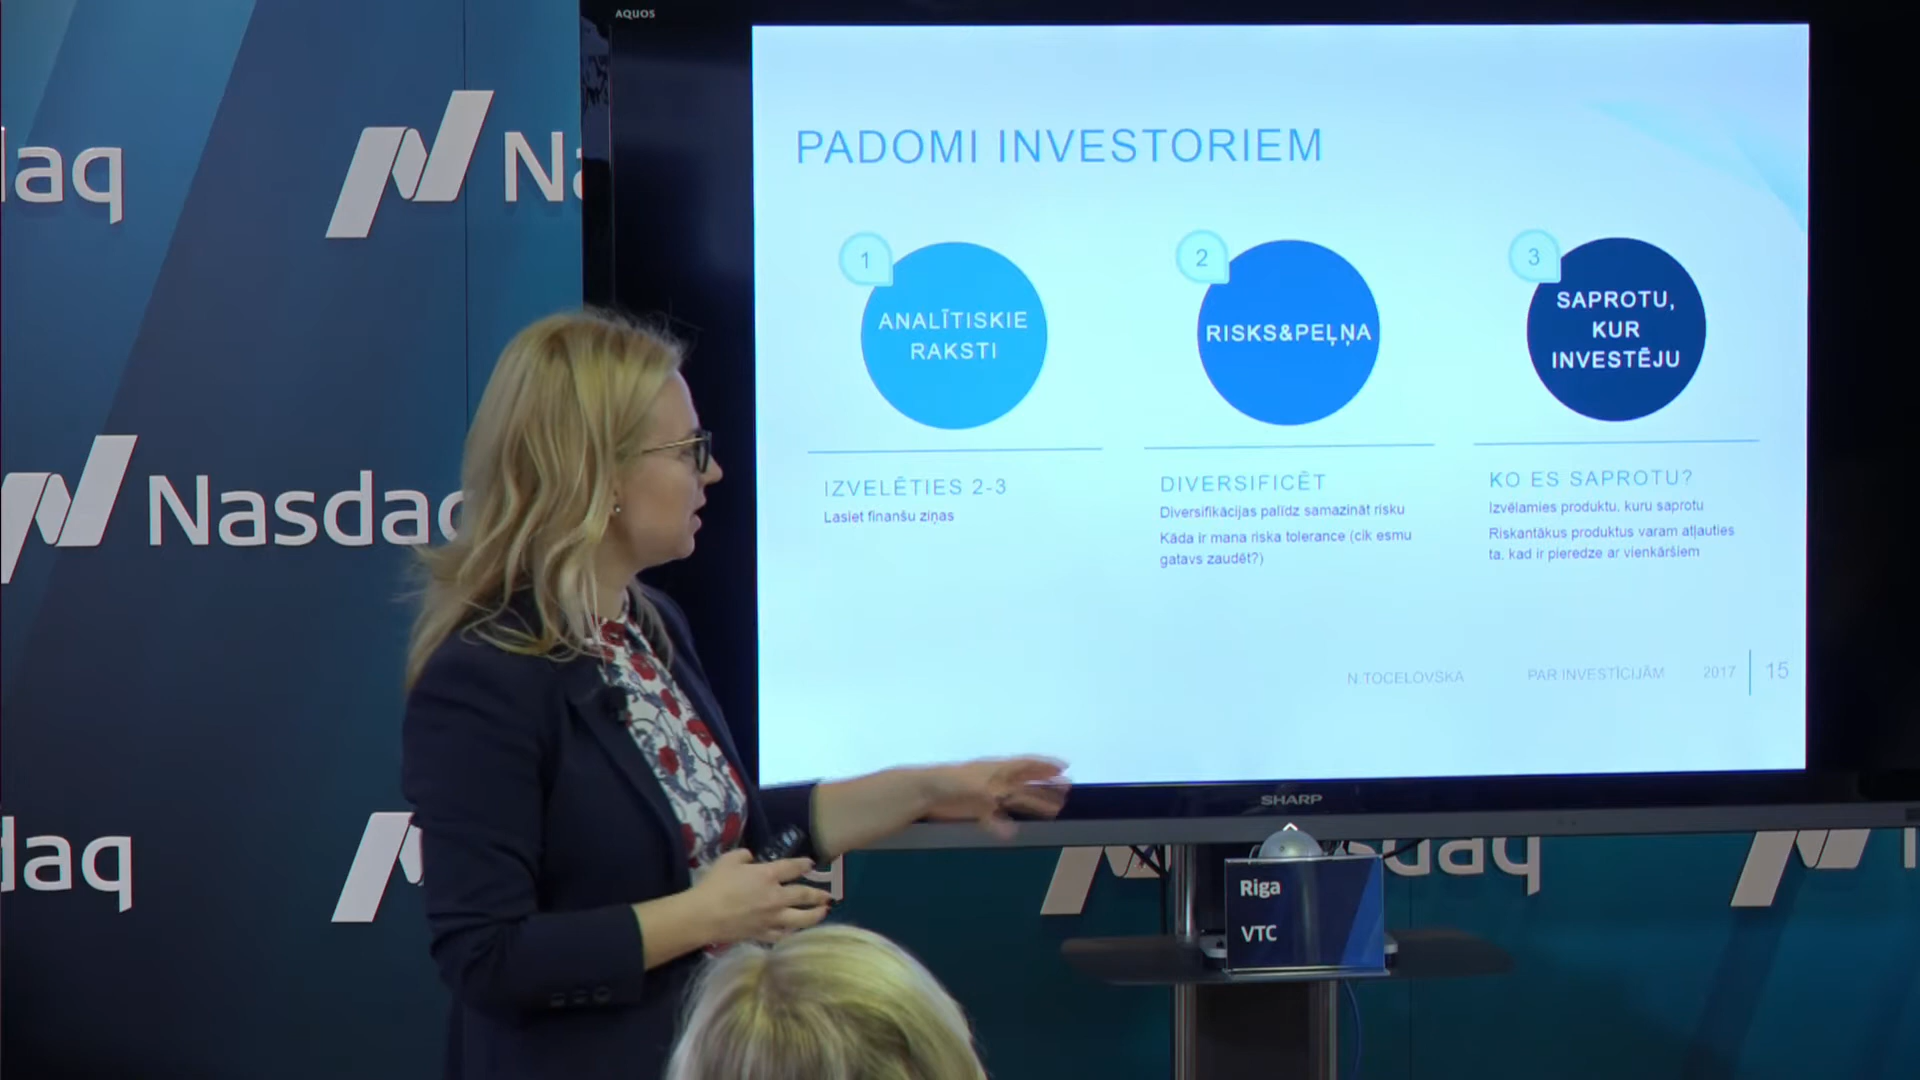 AQUOS
Nasdaq
PADOMI INVESTORIEM
1
ANALĪTISKIE
RAKSTI
IZVELĒTIES 2-3
Lasiet finanšu ziņas
2
RISKS&PEĻŅA
DIVERSIFICĒT
Diversifikācijas palīdz samazināt risku
Kāda ir mana riska tolerance (cik esmu
gatavs zaudēt?)
3
SAPROTU,
KUR
INVESTĒJU
KO ES SAPROTU?
Izvēlamies produktu, kuru saprotu
Riskantākus produktus varam atļauties
ta, kad ir pieredze ar vienkāršiem
N.TOCELOVSKA
PAR INVESTĪCIJĀM
2017
15
SHARP
Riga
VTC
daq
Na
Nasdaq
daq
Nasdaq